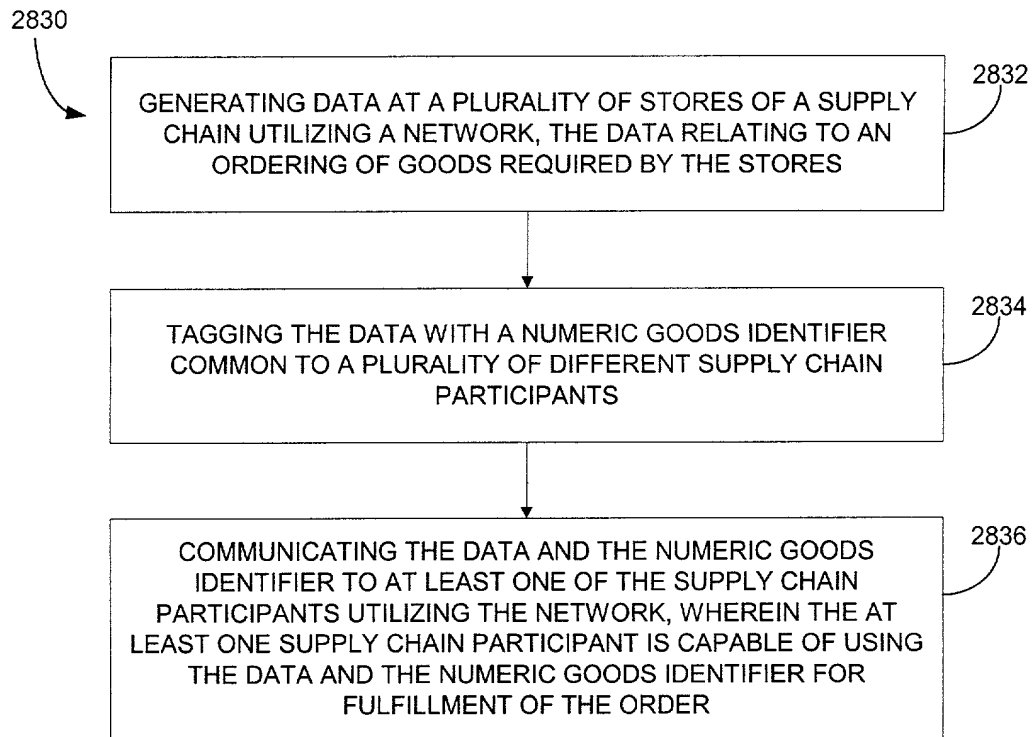 2830
2832
GENERATING DATA AT A PLURALITY OF STORES OF A SUPPLY
CHAIN UTILIZING A NETWORK, THE DATA RELATING TO AN
ORDERING OF GOODS REQUIRED BY THE STORES
2834
TAGGING THE DATA WITH A NUMERIC GOODS IDENTIFIER
COMMON TO A PLURALITY OF DIFFERENT SUPPLY CHAIN
PARTICIPANTS
2836
COMMUNICATING THE DATA AND THE NUMERIC GOODS
IDENTIFIER TO AT LEAST ONE OF THE SUPPLY CHAIN
PARTICIPANTS UTILIZING THE NETWORK, WHEREIN THE AT
LEAST ONE SUPPLY CHAIN PARTICIPANT IS CAPABLE OF USING
THE DATA AND THE NUMERIC GOODS IDENTIFIER FOR
FULFILLMENT OF THE ORDER